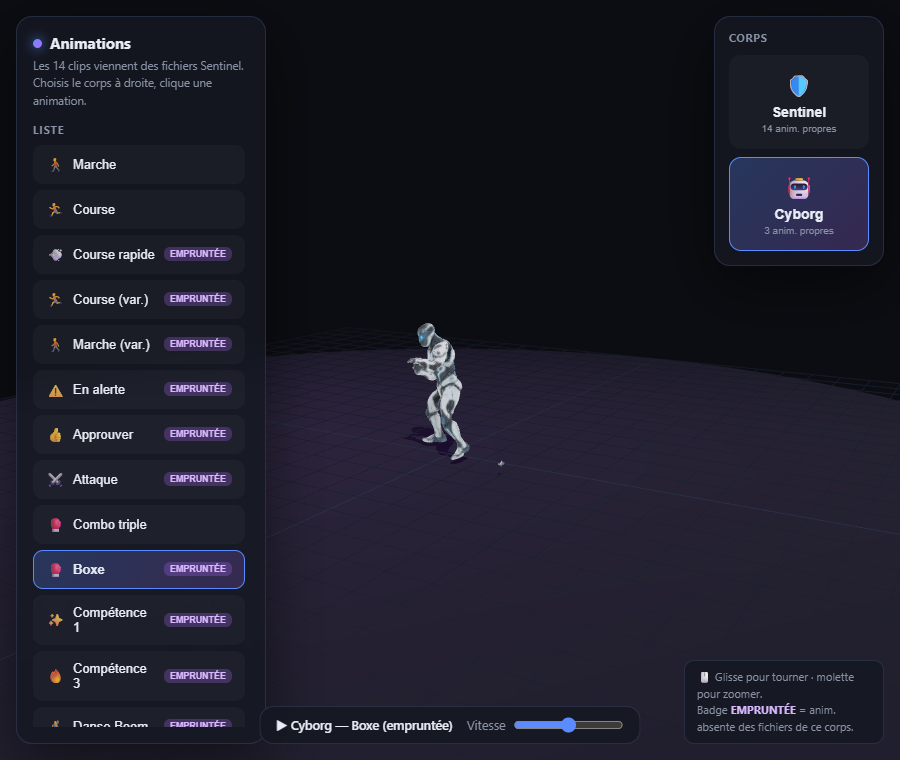 Animations
Les 14 clips viennent des fichiers Sentinel.
Choisis le corps à droite, clique une
animation.
LISTE
Marche
Course
Course rapide EMPRUNTÉE
Course (var.) EMPRUNTÉE
Marche (var.) EMPRUNTÉE
En alerte EMPRUNTÉE
Approuver EMPRUNTÉE
Attaque EMPRUNTÉE
Combo triple
Boxe EMPRUNTÉE
Compétence
1 EMPRUNTÉE
Compétence
3 EMPRUNTÉE
Danse Boom EMPRUNTÉE
CORPS
Sentinel
14 anim. propres
Cyborg
3 anim. propres
▶ Cyborg — Boxe (empruntée) Vitesse
Glisse pour tourner · molette
pour zoomer.
Badge EMPRUNTÉE = anim.
absente des fichiers de ce corps.